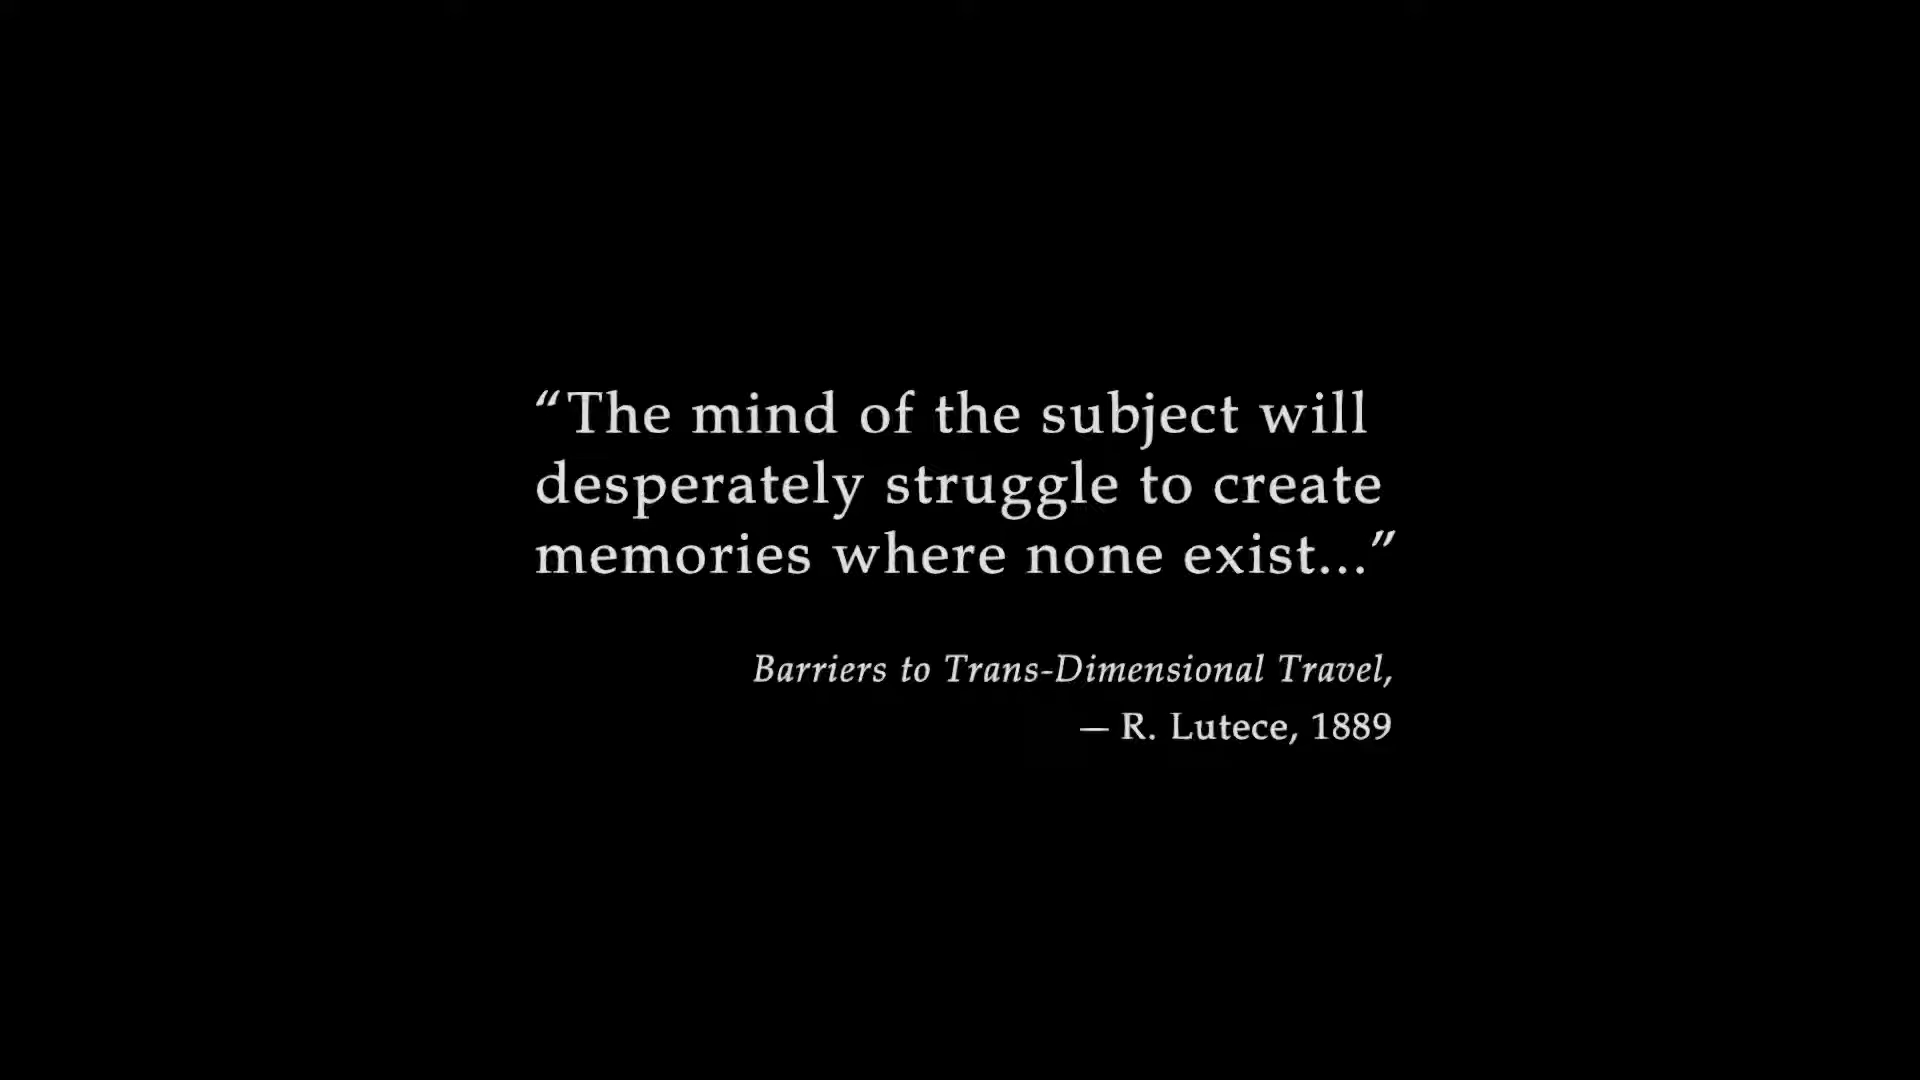 “The mind of the subject will
desperately struggle to create
memories where none exist...”
Barriers to Trans-Dimensional Travel,
— R. Lutece, 1889